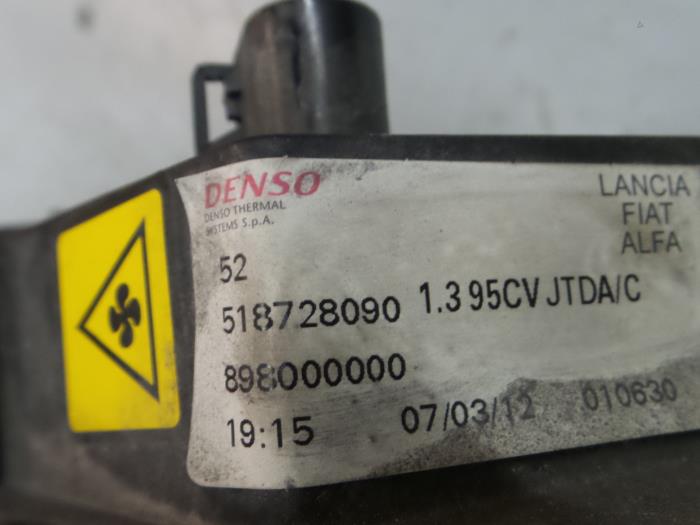 DENSO
DENSO THERMAL
SYSTEMS S.p.A.
LANCIA
FIAT
ALFA
52
518728090 1.3 95CV JTDA/C
898000000
19:15 07/03/12 010630